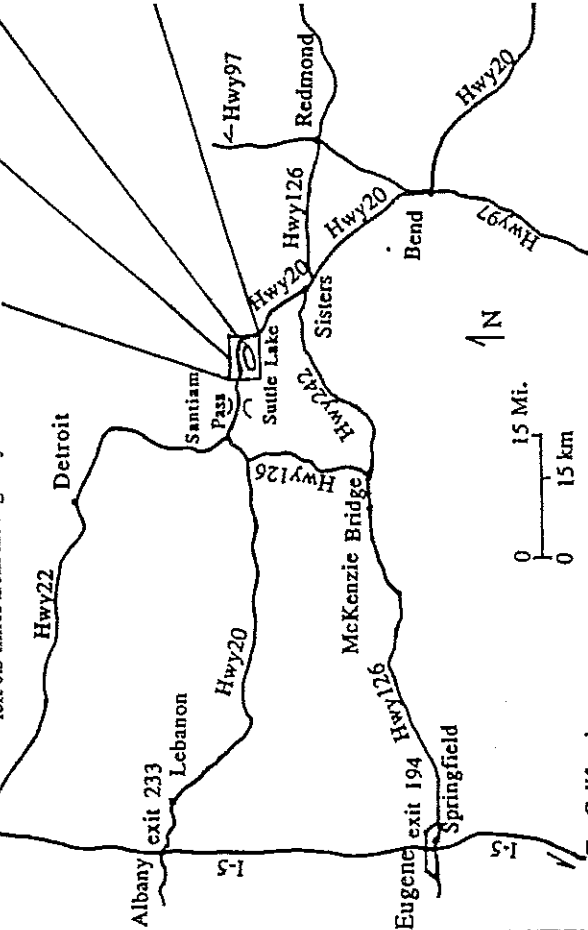 Detroit
Hwy22
Santiam
Pass
Suttle Lake
Hwy20
Hwy126
Hwy97
Redmond
Hwy20
Sisters
Hwy20
Bend
Hwy97
Hwy242
Hwy126
McKenzie Bridge
Hwy20
Lebanon
Albany exit 233
I-5
Hwy126
Eugene exit 194
Springfield
I-5
N
0 15 Mi.
0 15 km